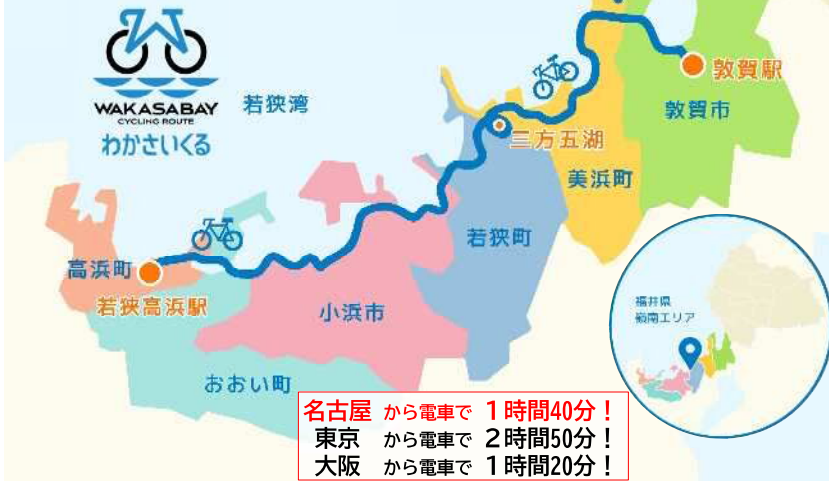 WAKASABAY
CYCLING ROUTE
わかさいくる
若狭湾
敦賀駅
敦賀市
三方五湖
美浜町
若狭町
高浜町
若狭高浜駅
小浜市
おおい町
福井県
嶺南エリア
名古屋 から電車で 1時間40分！
東京 から電車で 2時間50分！
大阪 から電車で 1時間20分！